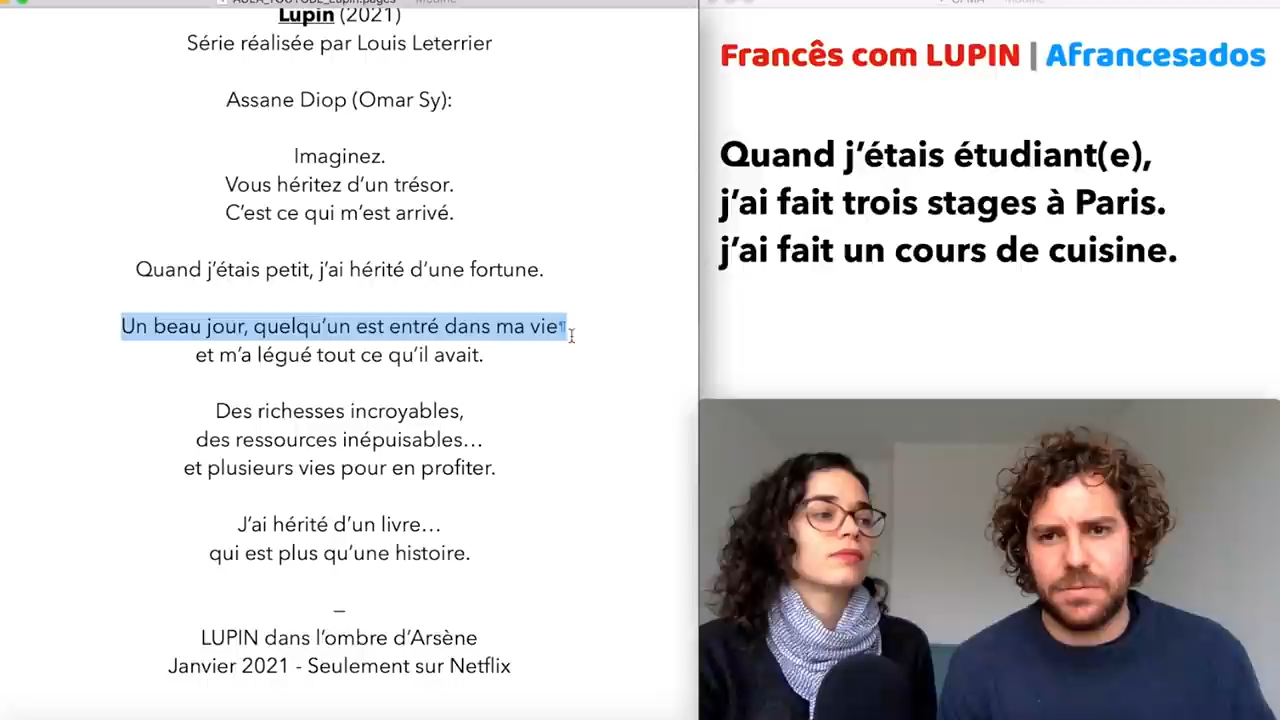 Lupin (2021)
Série réalisée par Louis Leterrier
Assane Diop (Omar Sy):
Imaginez.
Vous héritez d’un trésor.
C’est ce qui m’est arrivé.
Quand j’étais petit, j’ai hérité d’une fortune.
Un beau jour, quelqu’un est entré dans ma vie¶
et m’a légué tout ce qu’il avait.
Des richesses incroyables,
des ressources inépuisables…
et plusieurs vies pour en profiter.
J’ai hérité d’un livre…
qui est plus qu’une histoire.
_
LUPIN dans l’ombre d’Arsène
Janvier 2021 - Seulement sur Netflix
Francês com LUPIN | Afrancesados
Quand j’étais étudiant(e),
j’ai fait trois stages à Paris.
j’ai fait un cours de cuisine.